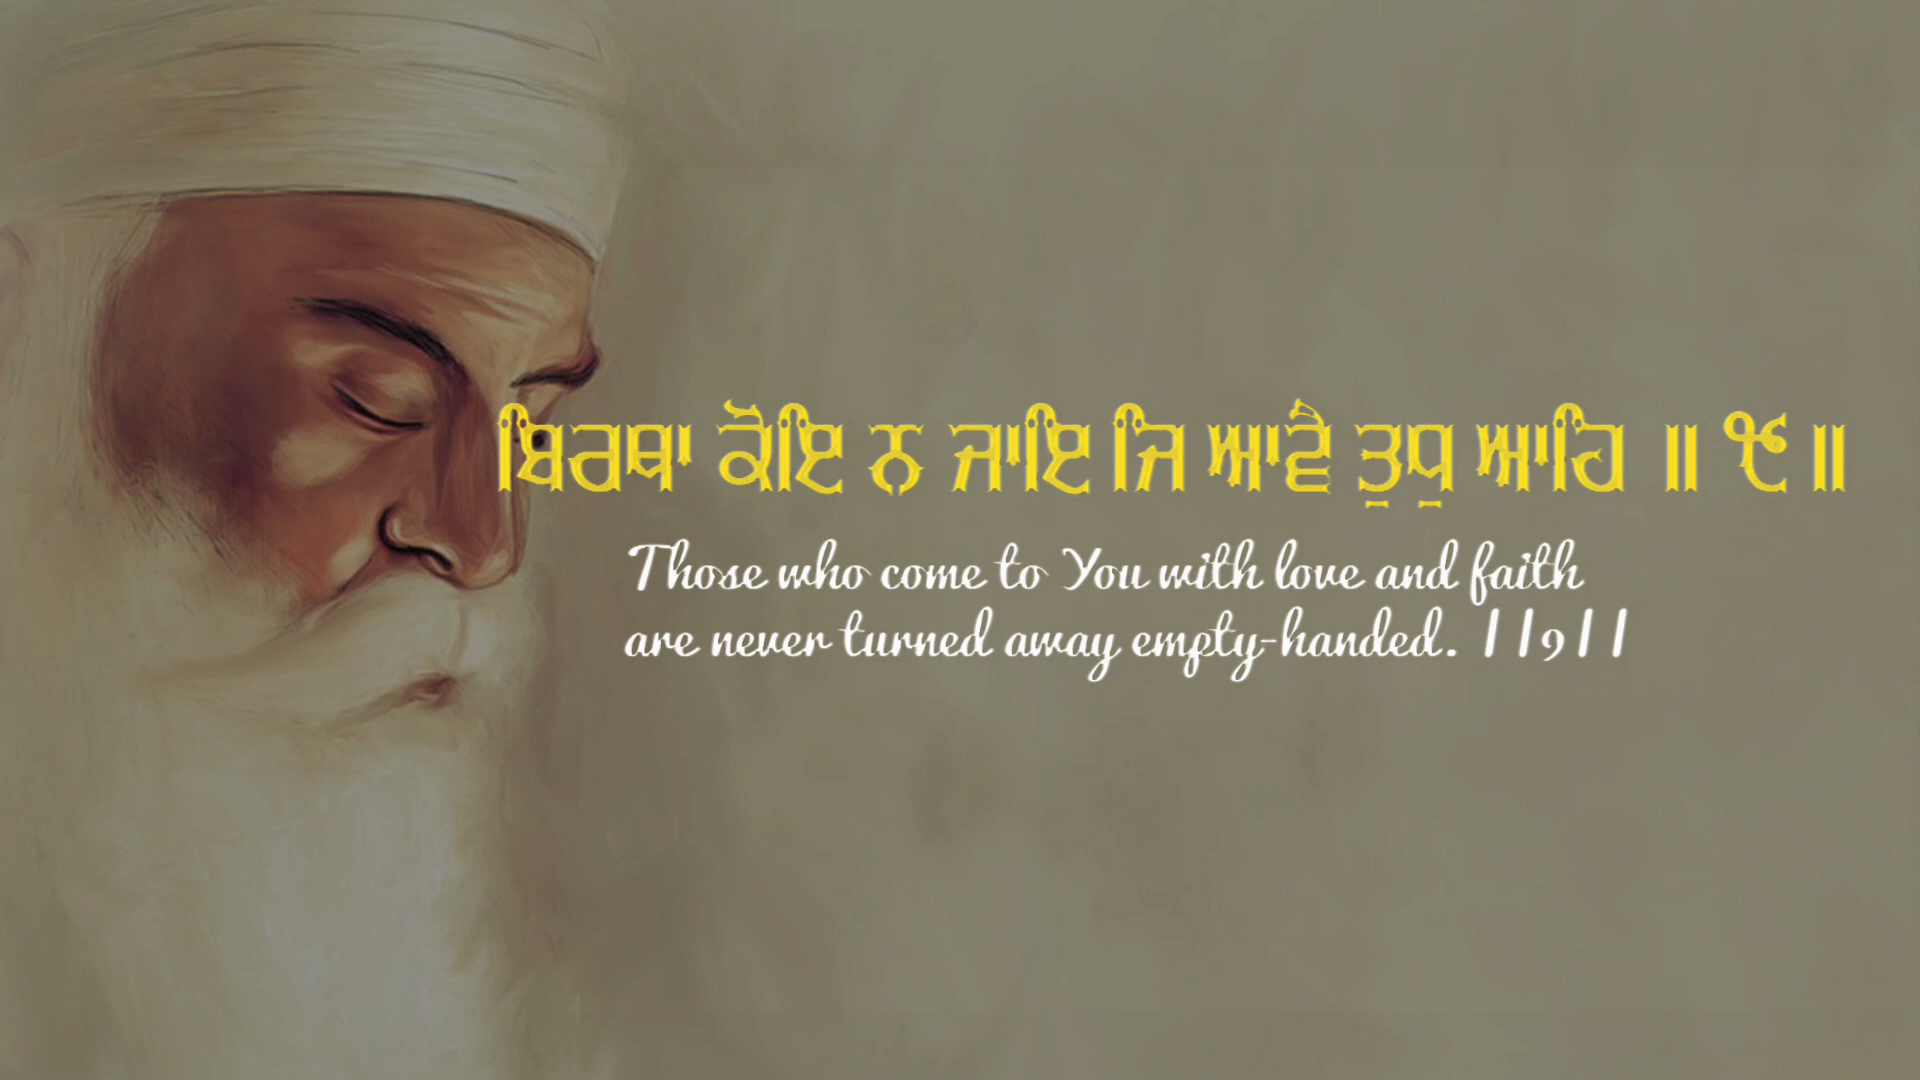 ਬਿਰਥਾ ਕੋਇ ਨ ਜਾਇ ਜਿ ਆਵੈ ਤੁਧੁ ਆਹਿ ॥੯॥
Those who come to You with love and faith
are never turned away empty-handed. ||9||